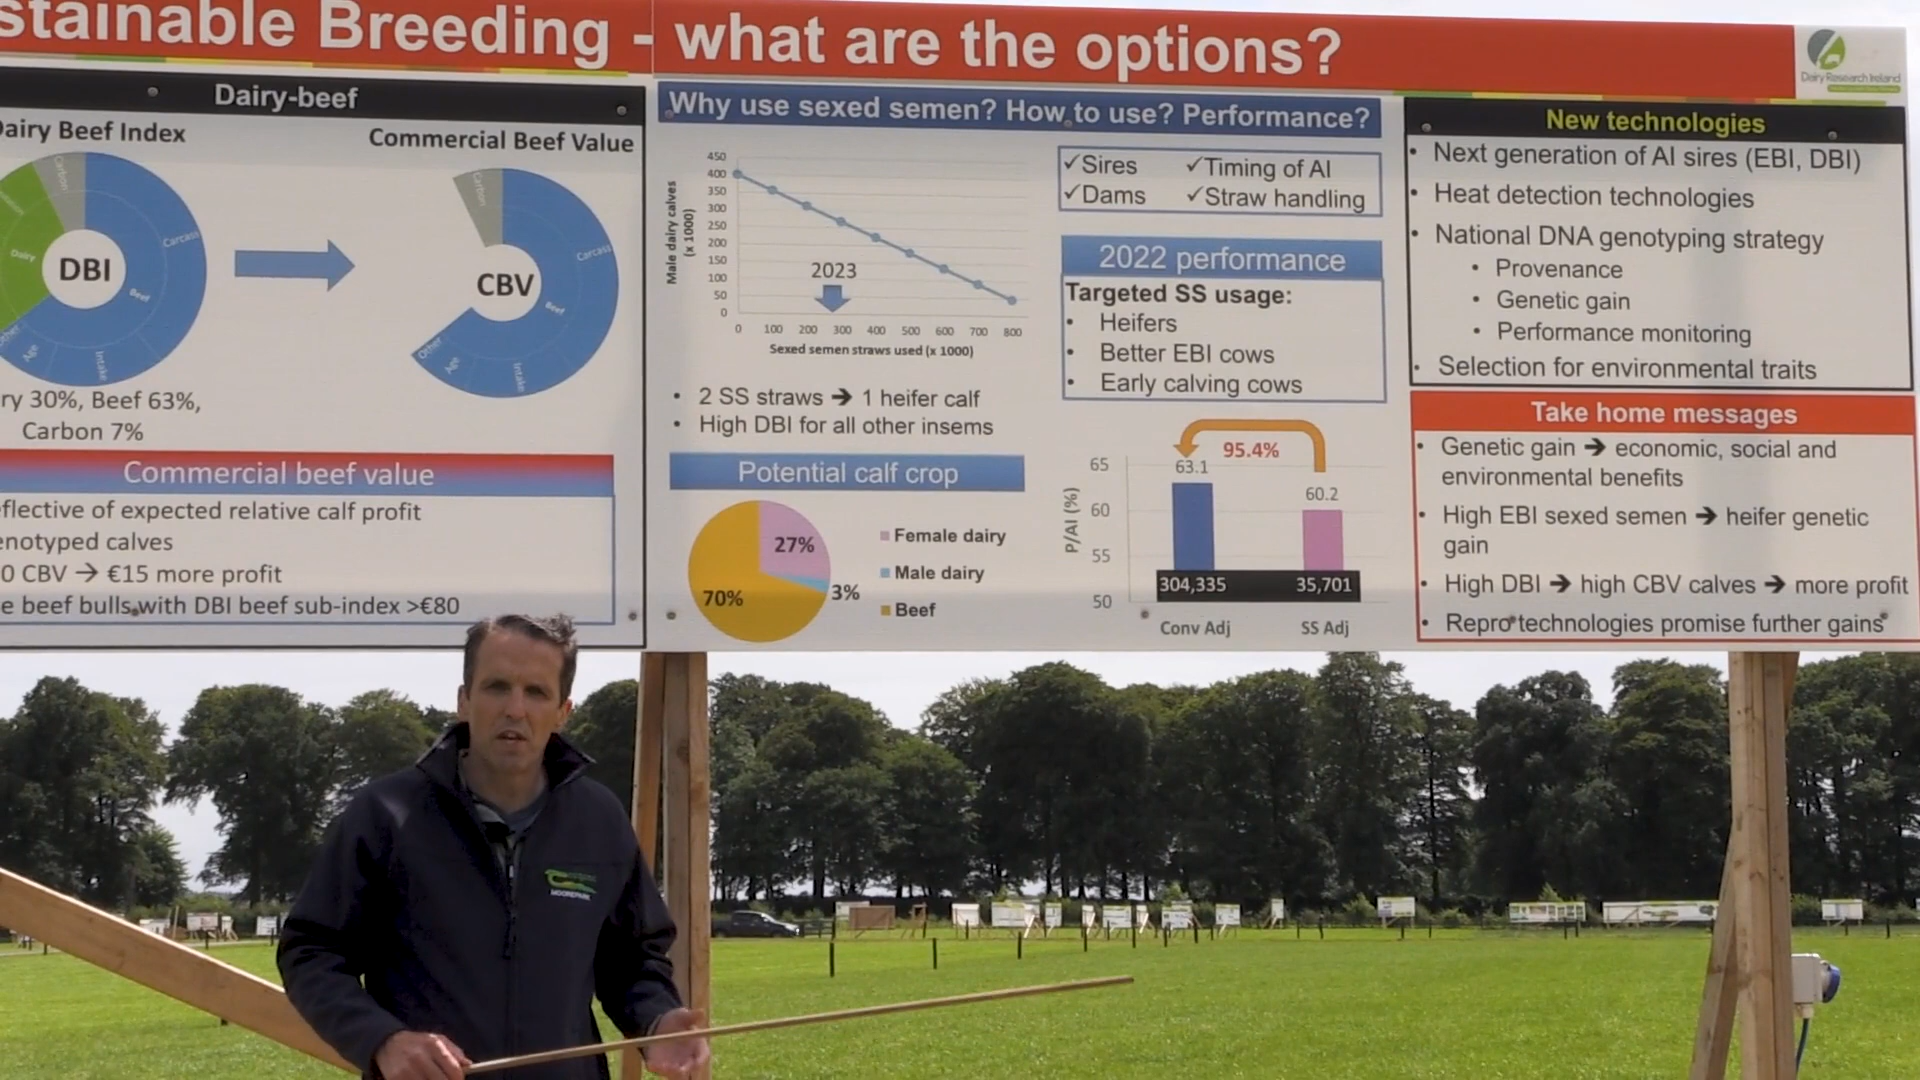 stainable Breeding - what are the options?
Dairy Research Ireland
Dairy-beef
Dairy Beef Index
Commercial Beef Value
Carbon
Dairy
DBI
Carcass
Beef
Other
Age
Intake
Carbon
CBV
Carcass
Beef
Other
Age
Intake
ry 30%, Beef 63%,
Carbon 7%
Commercial beef value
eflective of expected relative calf profit
enotyped calves
0 CBV → €15 more profit
e beef bulls with DBI beef sub-index >€80
Why use sexed semen? How to use? Performance?
Male dairy calves
(x 1000)
450
400
350
300
250
200
150
100
50
0
2023
0 100 200 300 400 500 600 700 800
Sexed semen straws used (x 1000)
• 2 SS straws → 1 heifer calf
• High DBI for all other insems
Potential calf crop
27%
3%
70%
Female dairy
Male dairy
Beef
✓Sires ✓Timing of AI
✓Dams ✓Straw handling
2022 performance
Targeted SS usage:
• Heifers
• Better EBI cows
• Early calving cows
95.4%
P/AI (%)
65
60
55
50
63.1
60.2
304,335 35,701
Conv Adj SS Adj
New technologies
• Next generation of AI sires (EBI, DBI)
• Heat detection technologies
• National DNA genotyping strategy
• Provenance
• Genetic gain
• Performance monitoring
• Selection for environmental traits
Take home messages
• Genetic gain → economic, social and
environmental benefits
• High EBI sexed semen → heifer genetic
gain
• High DBI → high CBV calves → more profit
• Repro technologies promise further gains
MOOREPARK